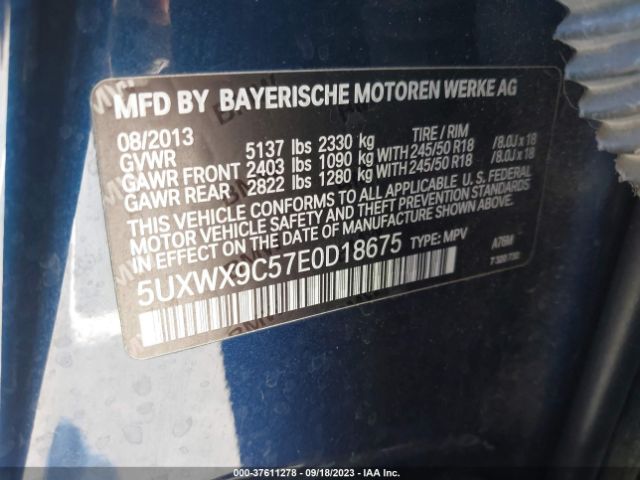 MFD BY BAYERISCHE MOTOREN WERKE AG
08/2013 TIRE / RIM
GVWR 5137 lbs 2330 kg
GAWR FRONT 2403 lbs 1090 kg WITH 245/50 R18 /8.0J x 18
GAWR REAR 2822 lbs 1280 kg WITH 245/50 R18 /8.0J x 18
THIS VEHICLE CONFORMS TO ALL APPLICABLE U. S. FEDERAL
MOTOR VEHICLE SAFETY AND THEFT PREVENTION STANDARDS
IN EFFECT ON THE DATE OF MANUFACTURE SHOWN ABOVE.
5UXWX9C57E0D18675 TYPE: MPV A76M
000-37611278 - 09/18/2023 - IAA Inc.